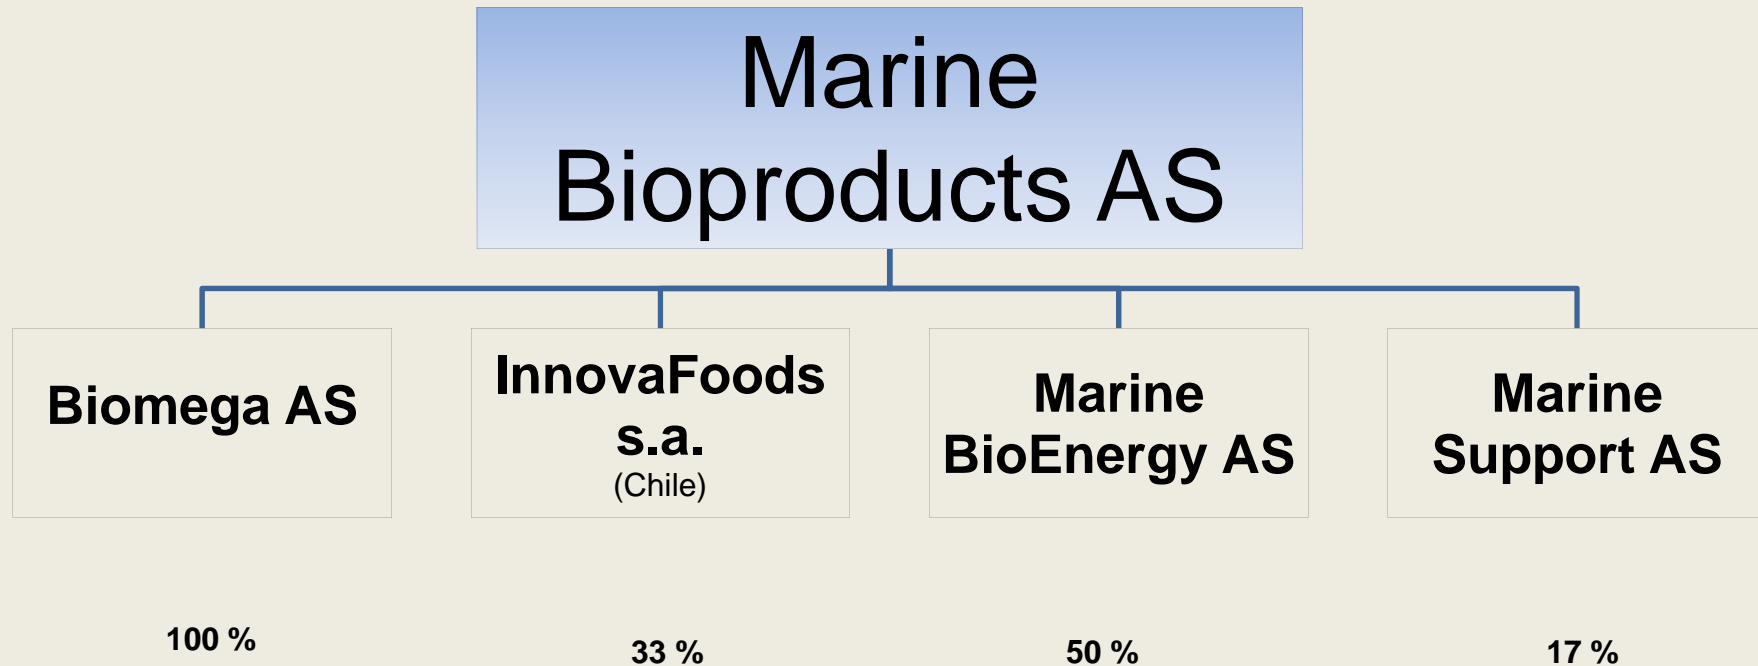 Marine
Bioproducts AS
Biomega AS
InnovaFoods
s.a.
(Chile)
Marine
BioEnergy AS
Marine
Support AS
100 %
33 %
50 %
17 %